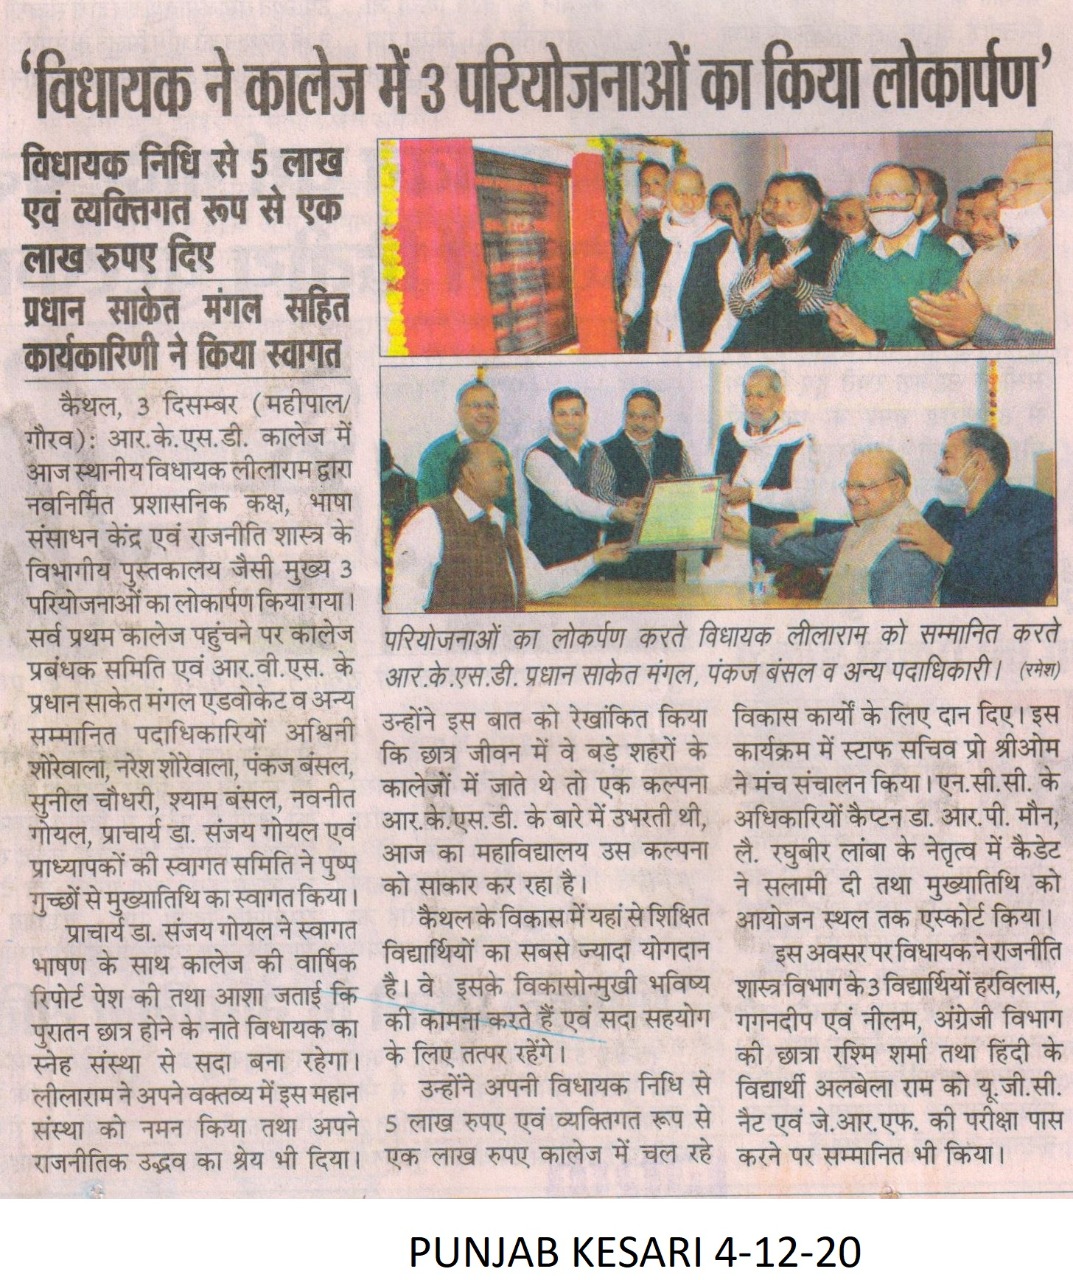 ‘विधायक ने कालेज में 3 परियोजनाओं का किया लोकार्पण’
विधायक निधि से 5 लाख
एवं व्यक्तिगत रूप से एक
लाख रुपए दिए
प्रधान साकेत मंगल सहित
कार्यकारिणी ने किया स्वागत
कैथल, 3 दिसम्बर (महीपाल/
गौरव): आर.के.एस.डी. कालेज में
आज स्थानीय विधायक लीलाराम द्वारा
नवनिर्मित प्रशासनिक कक्ष, भाषा
संसाधन केंद्र एवं राजनीति शास्त्र के
विभागीय पुस्तकालय जैसी मुख्य 3
परियोजनाओं का लोकार्पण किया गया।
सर्व प्रथम कालेज पहुंचने पर कालेज
प्रबंधक समिति एवं आर.वी.एस. के
प्रधान साकेत मंगल एडवोकेट व अन्य
सम्मानित पदाधिकारियों अश्विनी
शोरेवाला, नरेश शोरेवाला, पंकज बंसल,
सुनील चौधरी, श्याम बंसल, नवनीत
गोयल, प्राचार्य डा. संजय गोयल एवं
प्राध्यापकों की स्वागत समिति ने पुष्प
गुच्छों से मुख्यातिथि का स्वागत किया।
प्राचार्य डा. संजय गोयल ने स्वागत
भाषण के साथ कालेज की वार्षिक
रिपोर्ट पेश की तथा आशा जताई कि
पुरातन छात्र होने के नाते विधायक का
स्नेह संस्था से सदा बना रहेगा।
लीलाराम ने अपने वक्तव्य में इस महान
संस्था को नमन किया तथा अपने
राजनीतिक उद्भव का श्रेय भी दिया।
परियोजनाओं का लोकर्पण करते विधायक लीलाराम को सम्मानित करते
आर.के.एस.डी. प्रधान साकेत मंगल, पंकज बंसल व अन्य पदाधिकारी। (रमेश)
उन्होंने इस बात को रेखांकित किया
कि छात्र जीवन में वे बड़े शहरों के
कालेजों में जाते थे तो एक कल्पना
आर.के.एस.डी. के बारे में उभरती थी,
आज का महाविद्यालय उस कल्पना
को साकार कर रहा है।
कैथल के विकास में यहां से शिक्षित
विद्यार्थियों का सबसे ज्यादा योगदान
है। वे इसके विकासोन्मुखी भविष्य
की कामना करते हैं एवं सदा सहयोग
के लिए तत्पर रहेंगे।
उन्होंने अपनी विधायक निधि से
5 लाख रुपए एवं व्यक्तिगत रूप से
एक लाख रुपए कालेज में चल रहे
विकास कार्यों के लिए दान दिए। इस
कार्यक्रम में स्टाफ सचिव प्रो श्रीओम
ने मंच संचालन किया। एन.सी.सी. के
अधिकारियों कैप्टन डा. आर.पी. मौन,
लै. रघुबीर लांबा के नेतृत्व में कैडेट
ने सलामी दी तथा मुख्यातिथि को
आयोजन स्थल तक एस्कोर्ट किया।
इस अवसर पर विधायक ने राजनीति
शास्त्र विभाग के 3 विद्यार्थियों हरविलास,
गगनदीप एवं नीलम, अंग्रेजी विभाग
की छात्रा रश्मि शर्मा तथा हिंदी के
विद्यार्थी अलबेला राम को यू.जी.सी.
नैट एवं जे.आर.एफ. की परीक्षा पास
करने पर सम्मानित भी किया।
PUNJAB KESARI 4-12-20